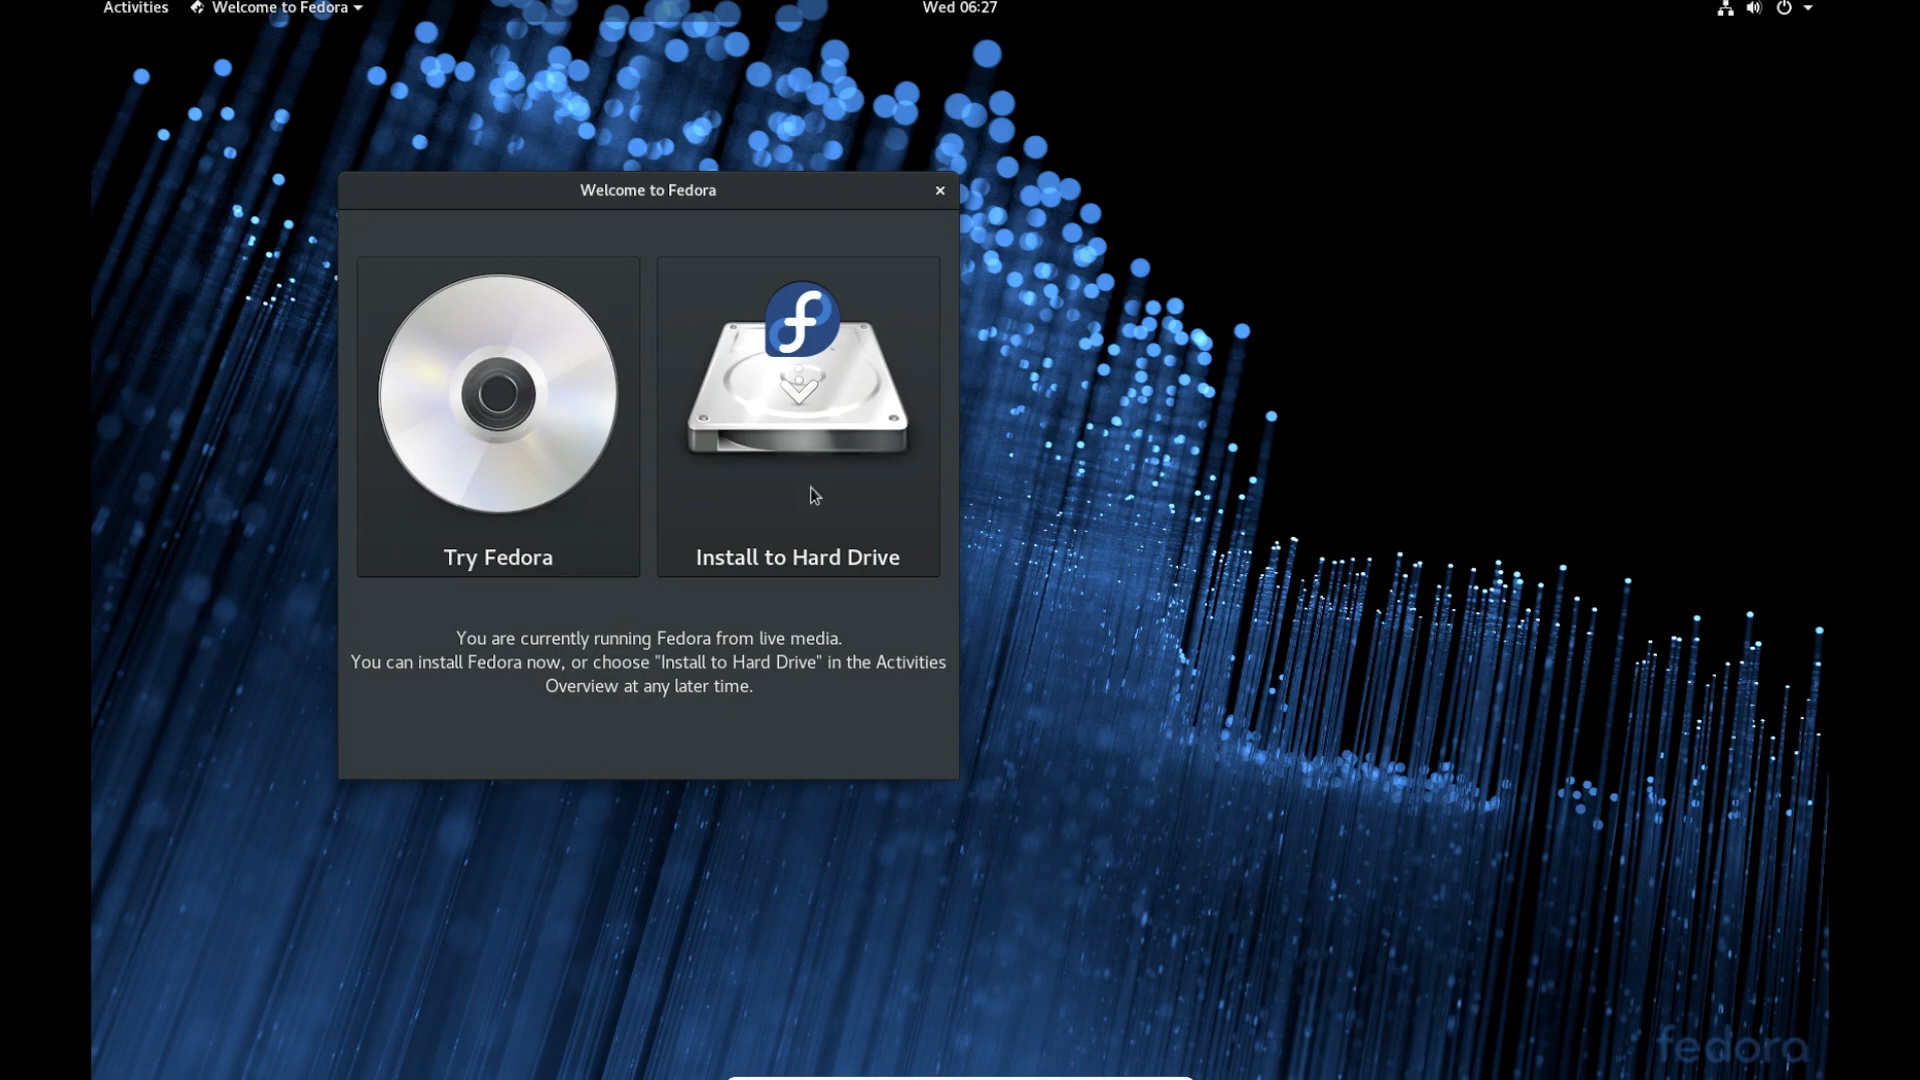 Activities Welcome to Fedora Wed 06:27
Welcome to Fedora
Try Fedora
Install to Hard Drive
You are currently running Fedora from live media.
You can install Fedora now, or choose "Install to Hard Drive" in the Activities
Overview at any later time.
fedora